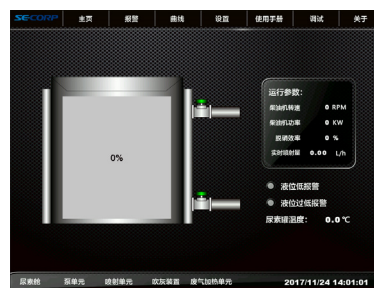 SE-CORP 主页 报警 曲线 设置 使用手册 调试 关于
运行参数:
柴油机转速 0 RPM
柴油机功率 0 KW
脱硝效率 0 %
实时喷射量 0.00 L/h
0%
液位低报警
液位过低报警
尿素罐温度: 0.0 ℃
尿素舱 泵单元 喷射单元 吹灰装置 废气加热单元 2017/11/24 14:01:01